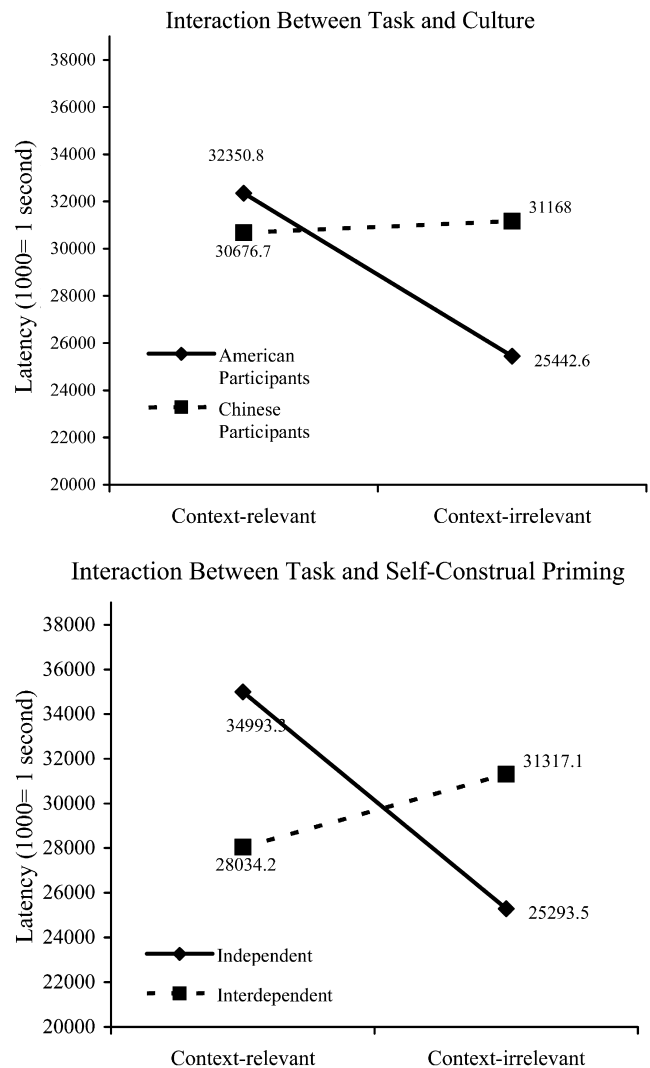 Interaction Between Task and Culture
Latency (1000= 1 second)
38000
36000
34000
32000
30000
28000
26000
24000
22000
20000
32350.8
30676.7
31168
25442.6
American
Participants
Chinese
Participants
Context-relevant
Context-irrelevant
Interaction Between Task and Self-Construal Priming
Latency (1000= 1 second)
38000
36000
34000
32000
30000
28000
26000
24000
22000
20000
34993.3
28034.2
31317.1
25293.5
Independent
Interdependent
Context-relevant
Context-irrelevant